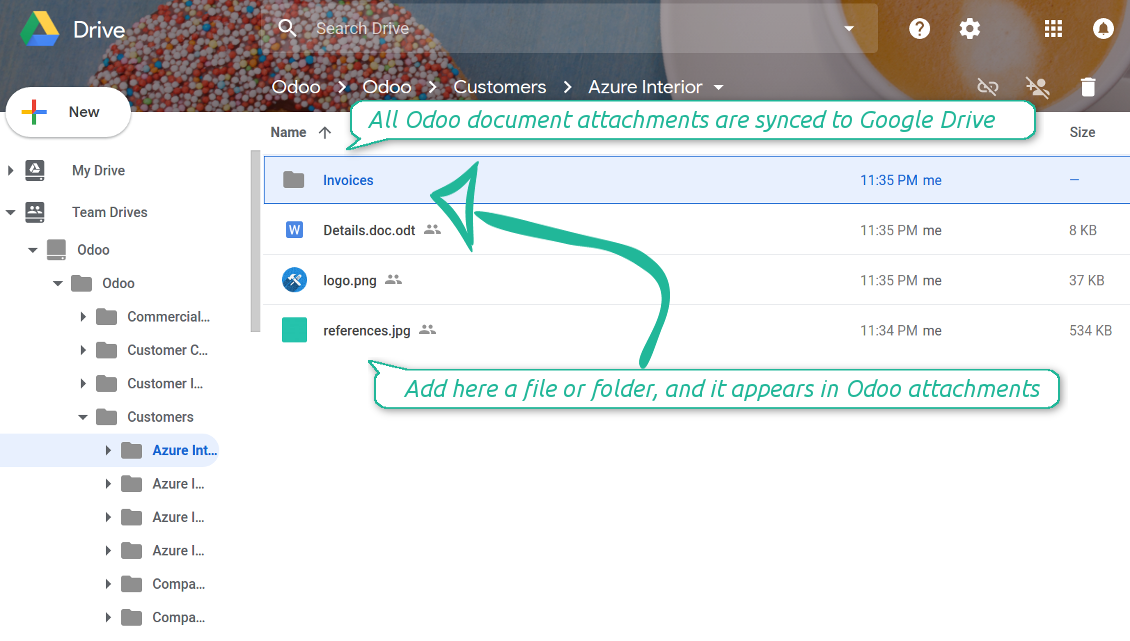 Drive
Search Drive
Odoo > Odoo > Customers > Azure Interior
New
All Odoo document attachments are synced to Google Drive
Name
Size
My Drive
Team Drives
Odoo
Odoo
Commercial...
Customer C...
Customer I...
Customers
Azure Int...
Azure I...
Azure I...
Azure I...
Compa...
Compa...
Invoices 11:35 PM me —
W Details.doc.odt 11:35 PM me 8 KB
logo.png 11:35 PM me 37 KB
references.jpg 11:34 PM me 534 KB
Add here a file or folder, and it appears in Odoo attachments